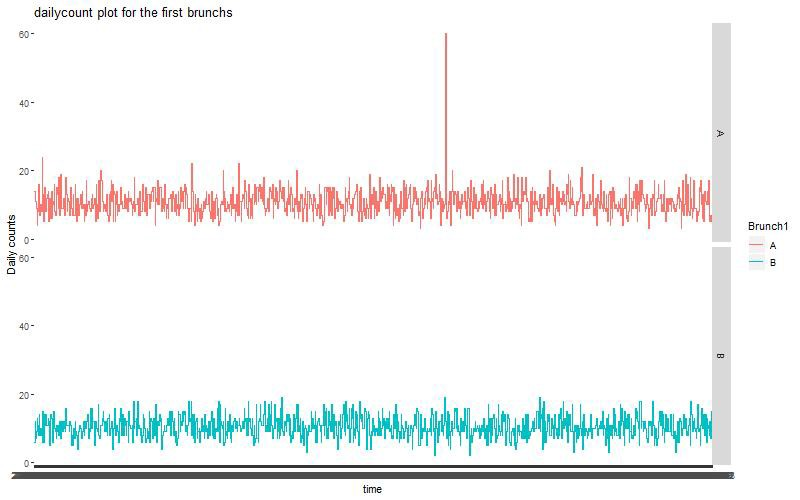 dailycount plot for the first brunchs
60
40
20
0
A
60
40
20
0
B
Daily counts
time
Brunch1
A
B